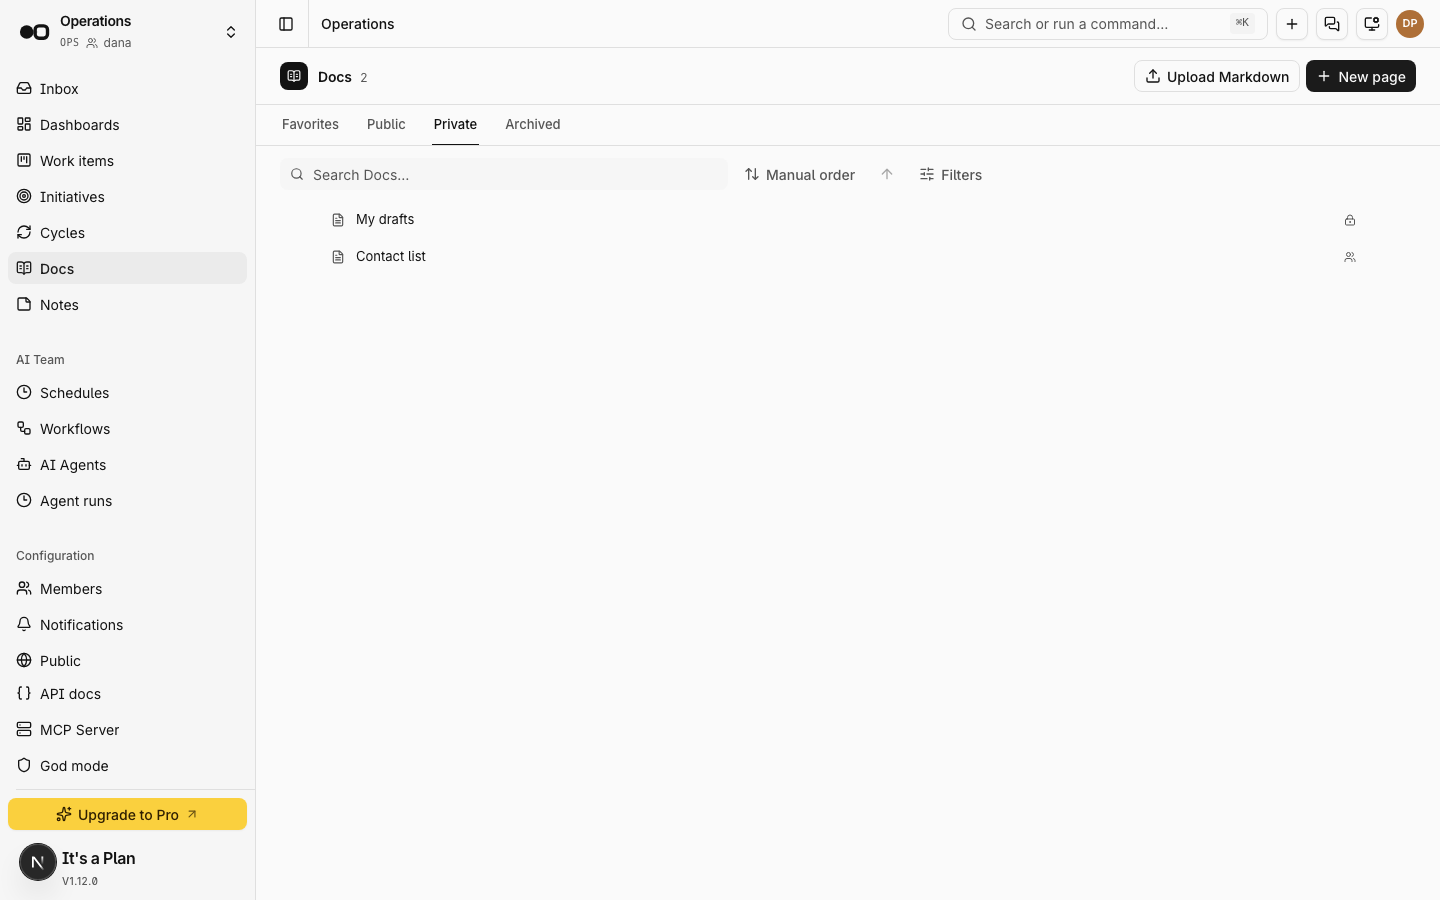 Operations
OPS dana
Inbox
Dashboards
Work items
Initiatives
Cycles
Docs
Notes
AI Team
Schedules
Workflows
AI Agents
Agent runs
Configuration
Members
Notifications
Public
API docs
MCP Server
God mode
Upgrade to Pro
N
It's a Plan
V1.12.0
Operations
Search or run a command... ⌘K
DP
Docs 2
Upload Markdown
New page
Favorites Public Private Archived
Search Docs...
Manual order
Filters
My drafts
Contact list